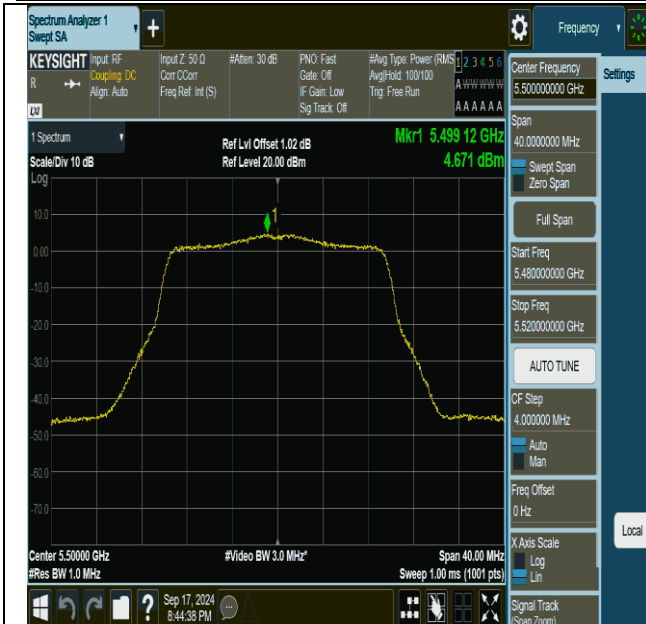 Spectrum Analyzer 1
Swept SA
+
Frequency
KEYSIGHT
R
LXI
Input: RF
Coupling: DC
Align: Auto
Input Z: 50 Ω
Corr CCorr
Freq Ref: Int (S)
#Atten: 30 dB
PNO: Fast
Gate: Off
IF Gain: Low
Sig Track: Off
#Avg Type: Power (RMS
Avg|Hold: 100/100
Trig: Free Run
1 2 3 4 5 6
A W W W W W
A A A A A A
1 Spectrum
Scale/Div 10 dB
Log
Ref Lvl Offset 1.02 dB
Ref Level 20.00 dBm
Mkr1 5.499 12 GHz
4.671 dBm
1
10.0
0.00
-10.0
-20.0
-30.0
-40.0
-50.0
-60.0
-70.0
Center 5.50000 GHz
#Res BW 1.0 MHz
#Video BW 3.0 MHz*
Span 40.00 MHz
Sweep 1.00 ms (1001 pts)
Center Frequency
5.500000000 GHz
Settings
Span
40.0000000 MHz
Swept Span
Zero Span
Full Span
Start Freq
5.480000000 GHz
Stop Freq
5.520000000 GHz
AUTO TUNE
CF Step
4.000000 MHz
Auto
Man
Freq Offset
0 Hz
X Axis Scale
Log
Lin
Local
Signal Track
(Span Zoom)
?
Sep 17, 2024
8:44:38 PM